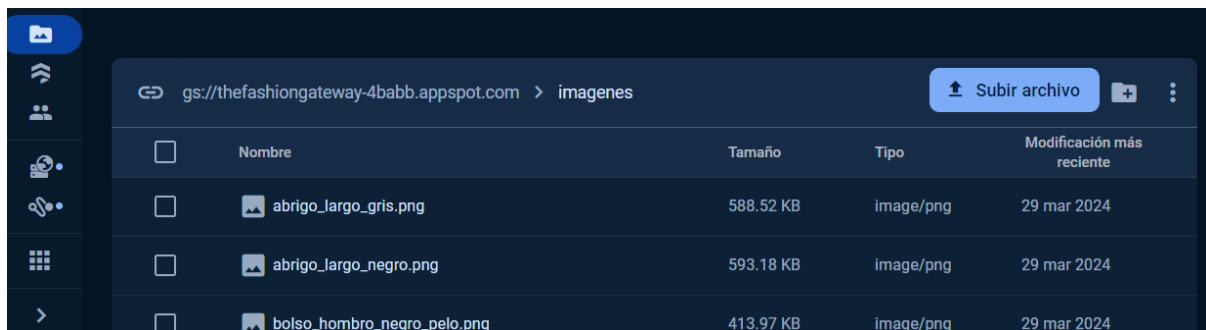 gs://thefashiongateway-4babb.appspot.com > imagenes
Subir archivo
Nombre Tamaño Tipo Modificación más reciente
abrigo_largo_gris.png 588.52 KB image/png 29 mar 2024
abrigo_largo_negro.png 593.18 KB image/png 29 mar 2024
bolso_hombro_negro_pelo.png 413.97 KB image/png 29 mar 2024